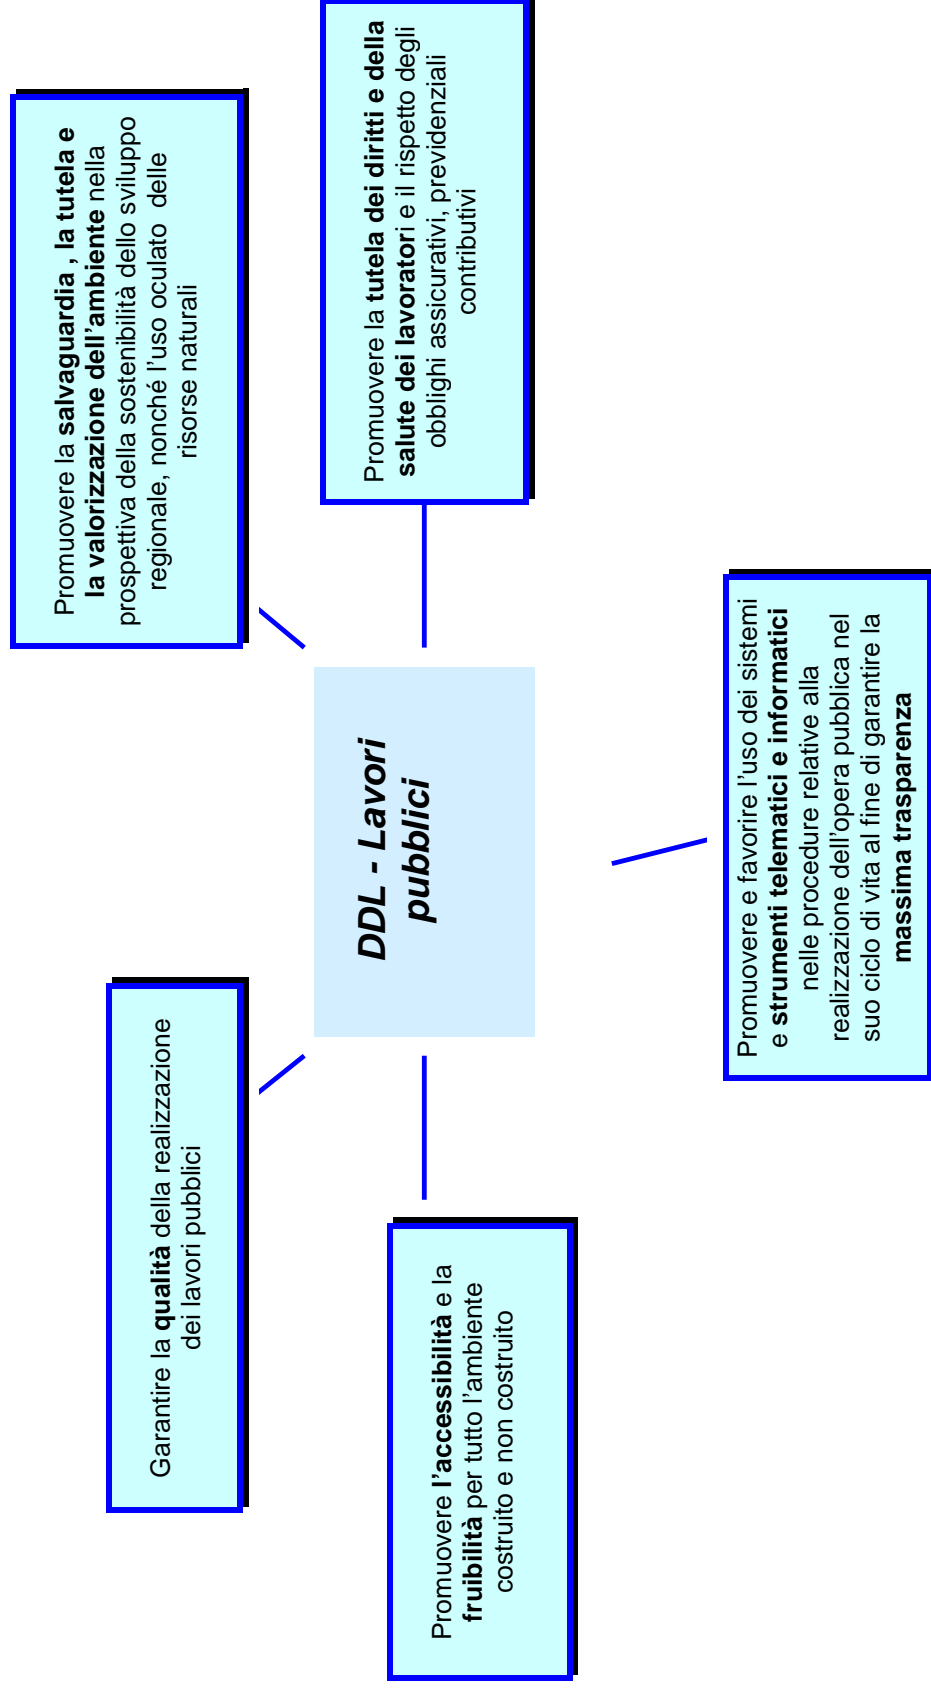 Garantire la qualità della realizzazione
dei lavori pubblici
Promuovere la salvaguardia , la tutela e
la valorizzazione dell'ambiente nella
prospettiva della sostenibilità dello sviluppo
regionale, nonché l'uso oculato delle
risorse naturali
Promuovere l'accessibilità e la
fruibilità per tutto l'ambiente
costruito e non costruito
DDL - Lavori
pubblici
Promuovere la tutela dei diritti e della
salute dei lavoratori e il rispetto degli
obblighi assicurativi, previdenziali
contributivi
Promuovere e favorire l'uso dei sistemi
e strumenti telematici e informatici
nelle procedure relative alla
realizzazione dell'opera pubblica nel
suo ciclo di vita al fine di garantire la
massima trasparenza